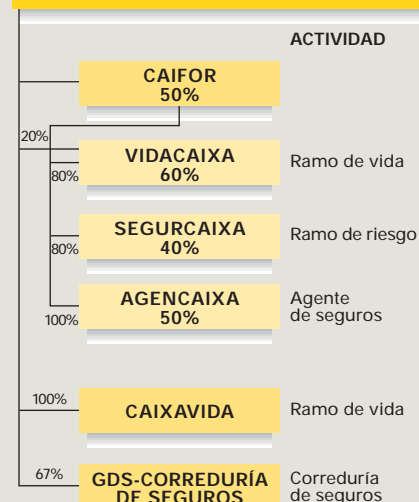 ACTIVIDAD
CAIFOR
50%
20%
VIDACAIXA
60%
80%
Ramo de vida
SEGURCAIXA
40%
80%
Ramo de riesgo
AGENCAIXA
50%
100%
Agente
de seguros
100%
CAIXAVIDA
Ramo de vida
67%
GDS-CORREDURÍA
DE SEGUROS
Correduría
de seguros